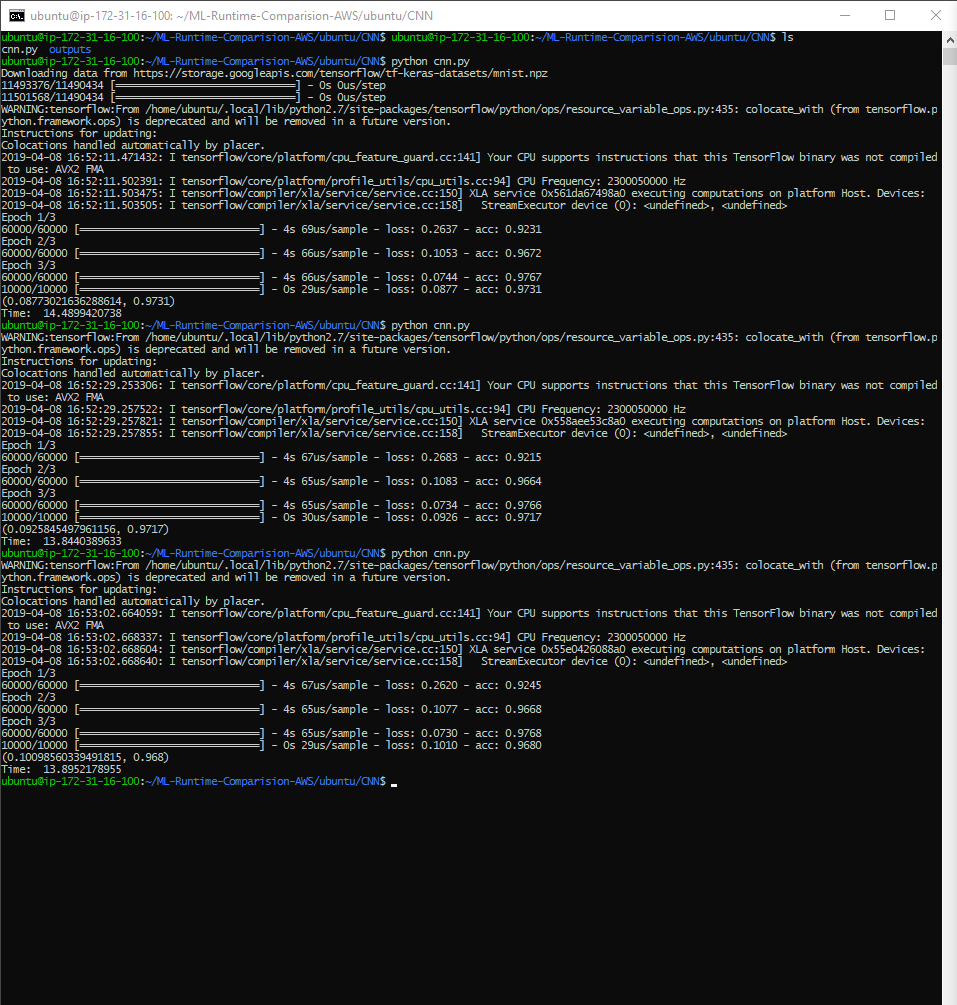 ubuntu@ip-172-31-16-100: ~/ML-Runtime-Comparision-AWS/ubuntu/CNN
ubuntu@ip-172-31-16-100:~/ML-Runtime-Comparision-AWS/ubuntu/CNN$ ubuntu@ip-172-31-16-100:~/ML-Runtime-Comparision-AWS/ubuntu/CNN$ ls
cnn.py  outputs
ubuntu@ip-172-31-16-100:~/ML-Runtime-Comparision-AWS/ubuntu/CNN$ python cnn.py
Downloading data from https://storage.googleapis.com/tensorflow/tf-keras-datasets/mnist.npz
11493376/11490434 [==============================] - 0s 0us/step
11501568/11490434 [==============================] - 0s 0us/step
WARNING:tensorflow:From /home/ubuntu/.local/lib/python2.7/site-packages/tensorflow/python/ops/resource_variable_ops.py:435: colocate_with (from tensorflow.p
ython.framework.ops) is deprecated and will be removed in a future version.
Instructions for updating:
Colocations handled automatically by placer.
2019-04-08 16:52:11.471432: I tensorflow/core/platform/cpu_feature_guard.cc:141] Your CPU supports instructions that this TensorFlow binary was not compiled
 to use: AVX2 FMA
2019-04-08 16:52:11.502391: I tensorflow/core/platform/profile_utils/cpu_utils.cc:94] CPU Frequency: 2300050000 Hz
2019-04-08 16:52:11.503475: I tensorflow/compiler/xla/service/service.cc:150] XLA service 0x561da67498a0 executing computations on platform Host. Devices:
2019-04-08 16:52:11.503505: I tensorflow/compiler/xla/service/service.cc:158]   StreamExecutor device (0): <undefined>, <undefined>
Epoch 1/3
60000/60000 [==============================] - 4s 69us/sample - loss: 0.2637 - acc: 0.9231
Epoch 2/3
60000/60000 [==============================] - 4s 66us/sample - loss: 0.1053 - acc: 0.9672
Epoch 3/3
60000/60000 [==============================] - 4s 66us/sample - loss: 0.0744 - acc: 0.9767
10000/10000 [==============================] - 0s 29us/sample - loss: 0.0877 - acc: 0.9731
(0.08773021636288614, 0.9731)
Time:  14.4899420738
ubuntu@ip-172-31-16-100:~/ML-Runtime-Comparision-AWS/ubuntu/CNN$ python cnn.py
WARNING:tensorflow:From /home/ubuntu/.local/lib/python2.7/site-packages/tensorflow/python/ops/resource_variable_ops.py:435: colocate_with (from tensorflow.p
ython.framework.ops) is deprecated and will be removed in a future version.
Instructions for updating:
Colocations handled automatically by placer.
2019-04-08 16:52:29.253306: I tensorflow/core/platform/cpu_feature_guard.cc:141] Your CPU supports instructions that this TensorFlow binary was not compiled
 to use: AVX2 FMA
2019-04-08 16:52:29.257522: I tensorflow/core/platform/profile_utils/cpu_utils.cc:94] CPU Frequency: 2300050000 Hz
2019-04-08 16:52:29.257821: I tensorflow/compiler/xla/service/service.cc:150] XLA service 0x558aee53c8a0 executing computations on platform Host. Devices:
2019-04-08 16:52:29.257855: I tensorflow/compiler/xla/service/service.cc:158]   StreamExecutor device (0): <undefined>, <undefined>
Epoch 1/3
60000/60000 [==============================] - 4s 67us/sample - loss: 0.2683 - acc: 0.9215
Epoch 2/3
60000/60000 [==============================] - 4s 65us/sample - loss: 0.1083 - acc: 0.9664
Epoch 3/3
60000/60000 [==============================] - 4s 65us/sample - loss: 0.0734 - acc: 0.9766
10000/10000 [==============================] - 0s 30us/sample - loss: 0.0926 - acc: 0.9717
(0.0925845497961156, 0.9717)
Time:  13.8440389633
ubuntu@ip-172-31-16-100:~/ML-Runtime-Comparision-AWS/ubuntu/CNN$ python cnn.py
WARNING:tensorflow:From /home/ubuntu/.local/lib/python2.7/site-packages/tensorflow/python/ops/resource_variable_ops.py:435: colocate_with (from tensorflow.p
ython.framework.ops) is deprecated and will be removed in a future version.
Instructions for updating:
Colocations handled automatically by placer.
2019-04-08 16:53:02.664059: I tensorflow/core/platform/cpu_feature_guard.cc:141] Your CPU supports instructions that this TensorFlow binary was not compiled
 to use: AVX2 FMA
2019-04-08 16:53:02.668337: I tensorflow/core/platform/profile_utils/cpu_utils.cc:94] CPU Frequency: 2300050000 Hz
2019-04-08 16:53:02.668604: I tensorflow/compiler/xla/service/service.cc:150] XLA service 0x55e0426088a0 executing computations on platform Host. Devices:
2019-04-08 16:53:02.668640: I tensorflow/compiler/xla/service/service.cc:158]   StreamExecutor device (0): <undefined>, <undefined>
Epoch 1/3
60000/60000 [==============================] - 4s 67us/sample - loss: 0.2620 - acc: 0.9245
Epoch 2/3
60000/60000 [==============================] - 4s 65us/sample - loss: 0.1077 - acc: 0.9668
Epoch 3/3
60000/60000 [==============================] - 4s 65us/sample - loss: 0.0730 - acc: 0.9768
10000/10000 [==============================] - 0s 29us/sample - loss: 0.1010 - acc: 0.9680
(0.10098560339491815, 0.968)
Time:  13.8952178955
ubuntu@ip-172-31-16-100:~/ML-Runtime-Comparision-AWS/ubuntu/CNN$